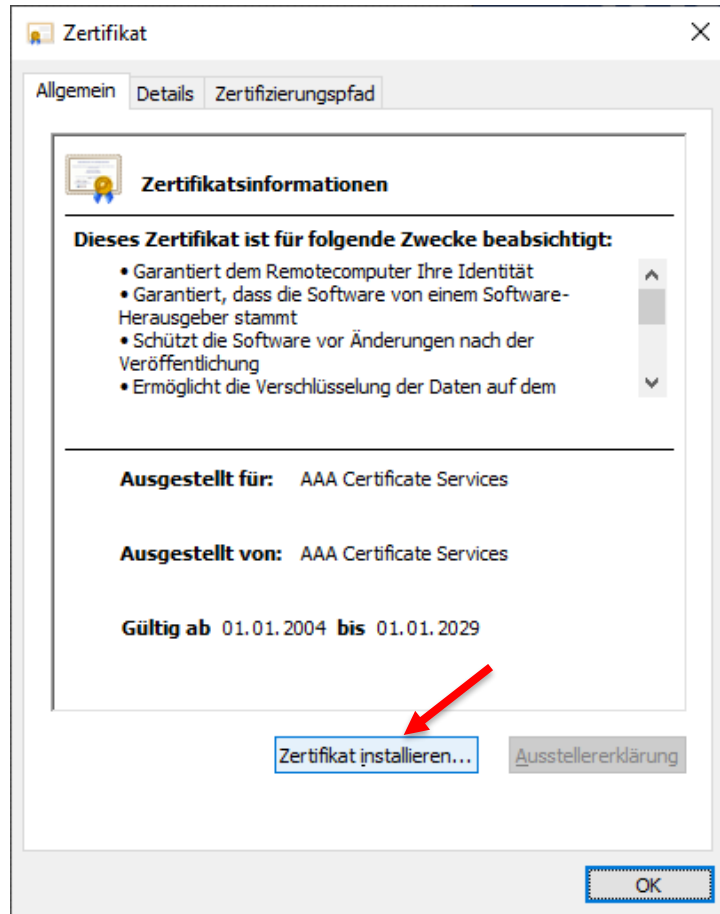 Zertifikat
Allgemein Details Zertifizierungspfad
Zertifikatsinformationen
Dieses Zertifikat ist für folgende Zwecke beabsichtigt:
• Garantiert dem Remotecomputer Ihre Identität
• Garantiert, dass die Software von einem Software-
Herausgeber stammt
• Schützt die Software vor Änderungen nach der
Veröffentlichung
• Ermöglicht die Verschlüsselung der Daten auf dem
Ausgestellt für: AAA Certificate Services
Ausgestellt von: AAA Certificate Services
Gültig ab 01.01.2004 bis 01.01.2029
Zertifikat installieren... Ausstellererklärung
OK